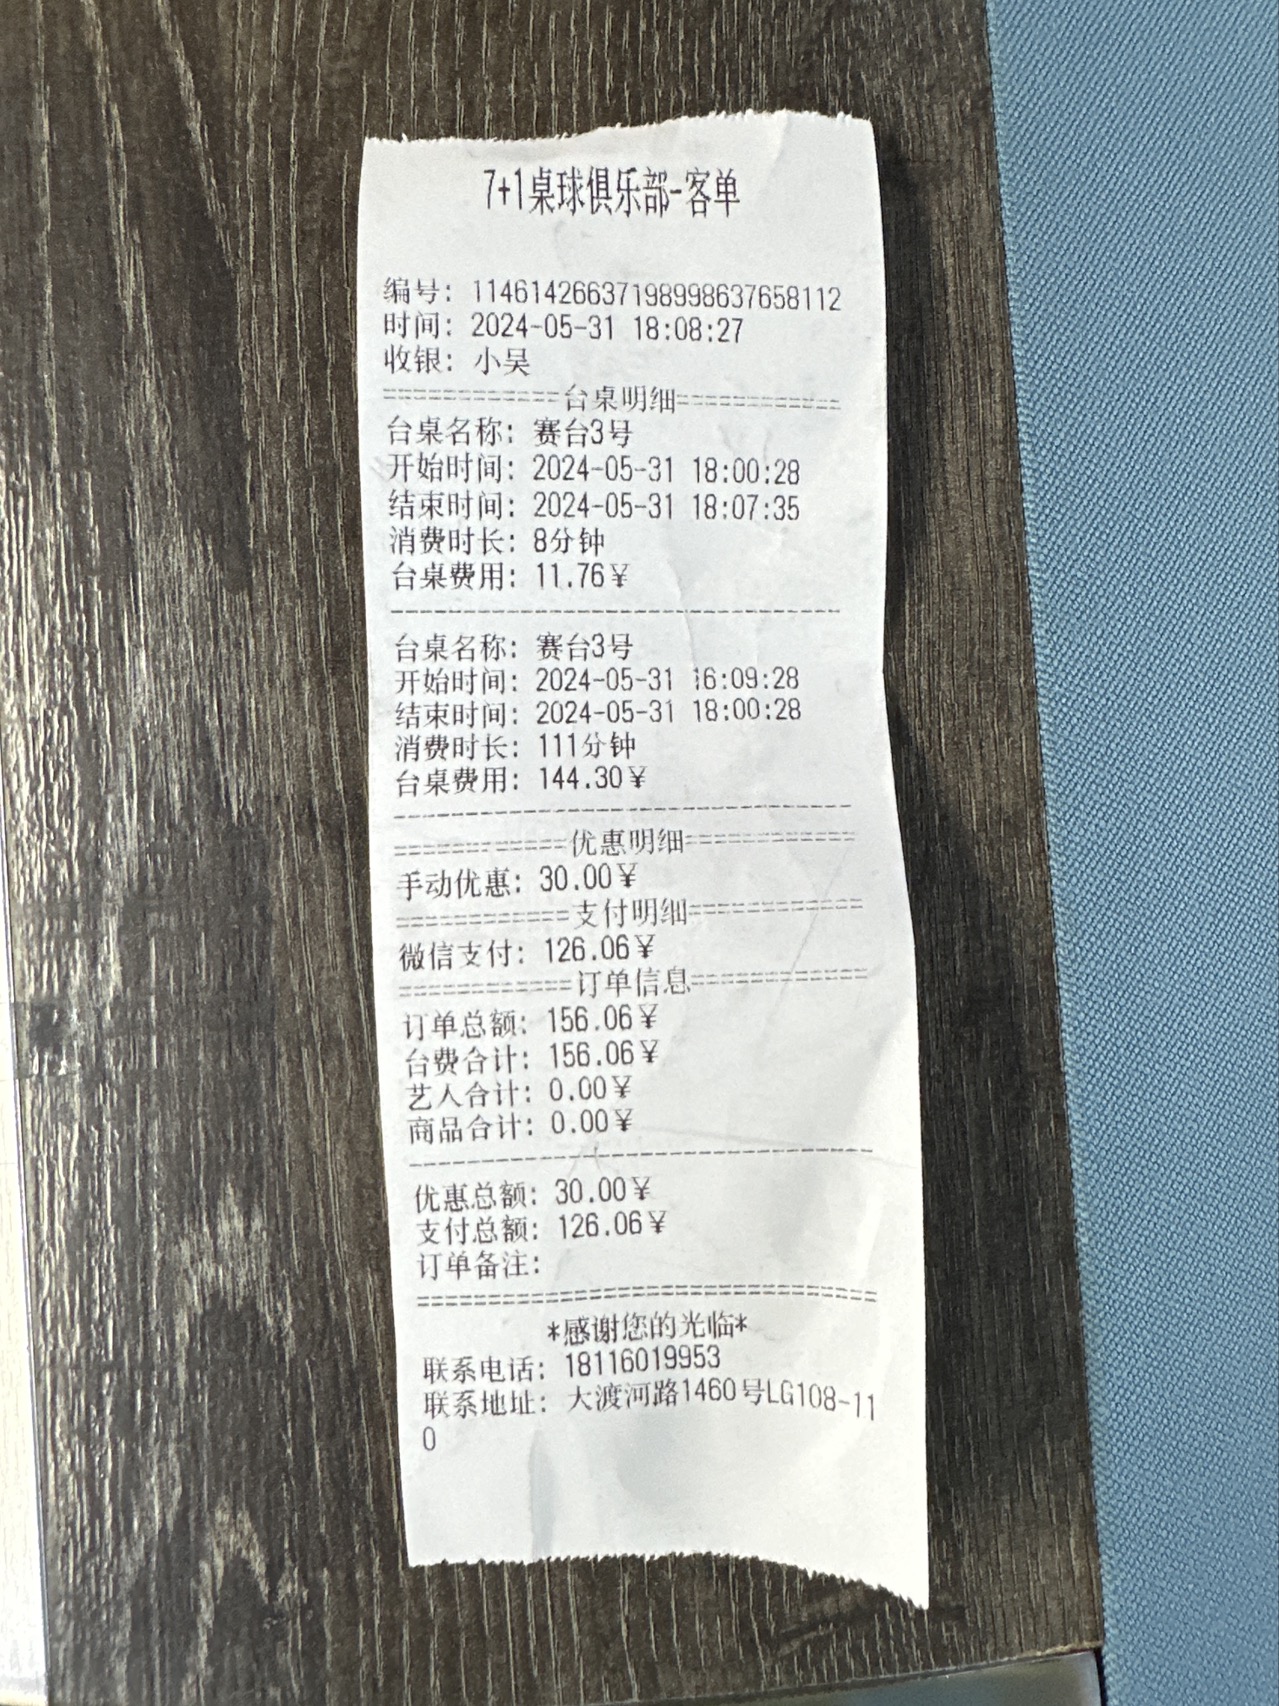 7+1桌球俱乐部-客单
编号: 1146142663719899863765​8112
时间: 2024-05-31 18:08:27
收银: 小吴
============台桌明细============
台桌名称: 赛台3号
开始时间: 2024-05-31 18:00:28
结束时间: 2024-05-31 18:07:35
消费时长: 8分钟
台桌费用: 11.76¥
--------------------------------
台桌名称: 赛台3号
开始时间: 2024-05-31 16:09:28
结束时间: 2024-05-31 18:00:28
消费时长: 111分钟
台桌费用: 144.30¥
--------------------------------
============优惠明细============
手动优惠: 30.00¥
============支付明细============
微信支付: 126.06¥
============订单信息============
订单总额: 156.06¥
台费合计: 156.06¥
艺人合计: 0.00¥
商品合计: 0.00¥
--------------------------------
优惠总额: 30.00¥
支付总额: 126.06¥
订单备注:
================================
*感谢您的光临*
联系电话: 18116019953
联系地址: 大渡河路1460号LG108-11
0